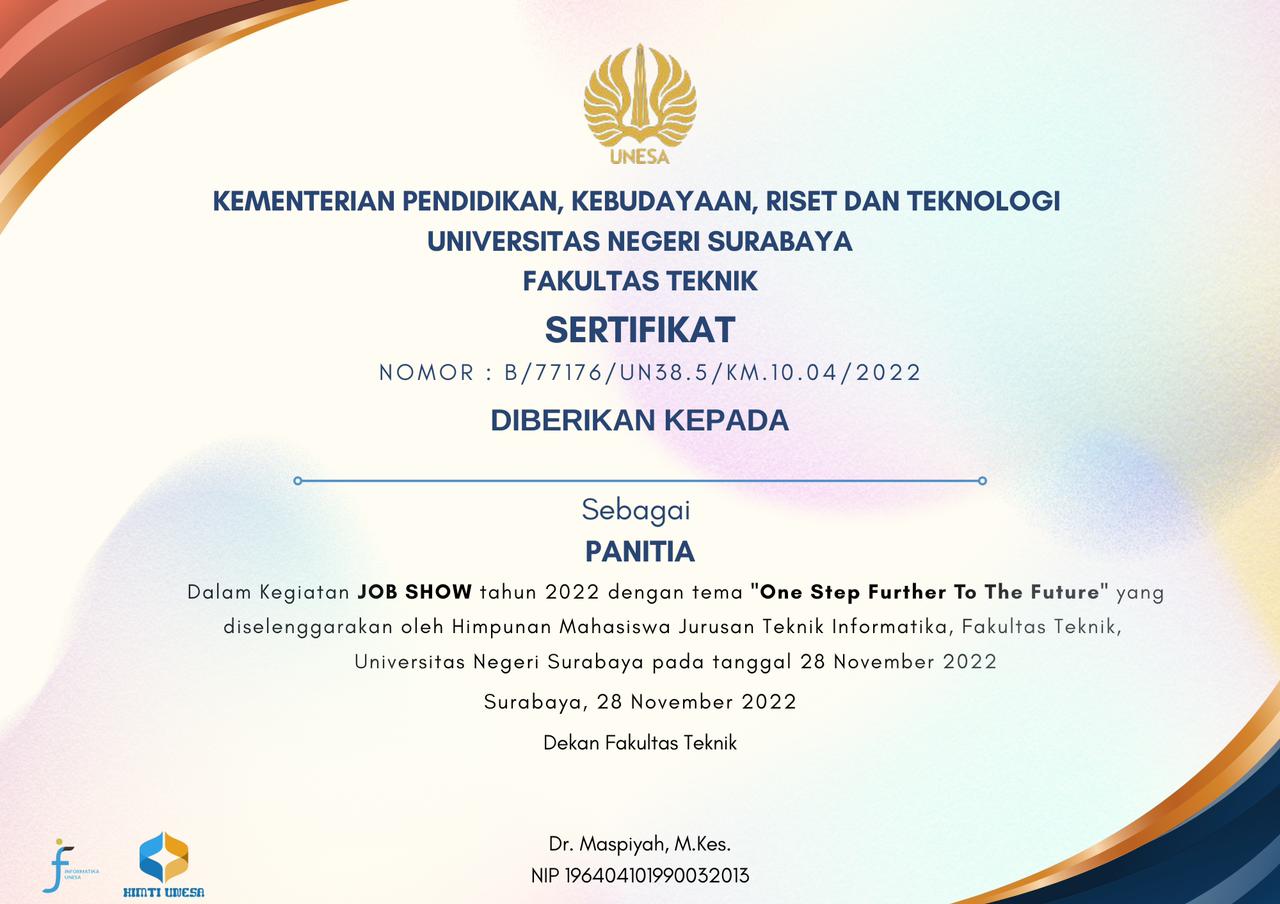 UNESA
KEMENTERIAN PENDIDIKAN, KEBUDAYAAN, RISET DAN TEKNOLOGI
UNIVERSITAS NEGERI SURABAYA
FAKULTAS TEKNIK
SERTIFIKAT
NOMOR : B/77176/UN38.5/KM.10.04/2022
DIBERIKAN KEPADA
Sebagai
PANITIA
Dalam Kegiatan JOB SHOW tahun 2022 dengan tema "One Step Further To The Future" yang
diselenggarakan oleh Himpunan Mahasiswa Jurusan Teknik Informatika, Fakultas Teknik,
Universitas Negeri Surabaya pada tanggal 28 November 2022
Surabaya, 28 November 2022
Dekan Fakultas Teknik
Dr. Maspiyah, M.Kes.
NIP 196404101990032013
INFORMATIKA
UNESA
HIMTI UNESA